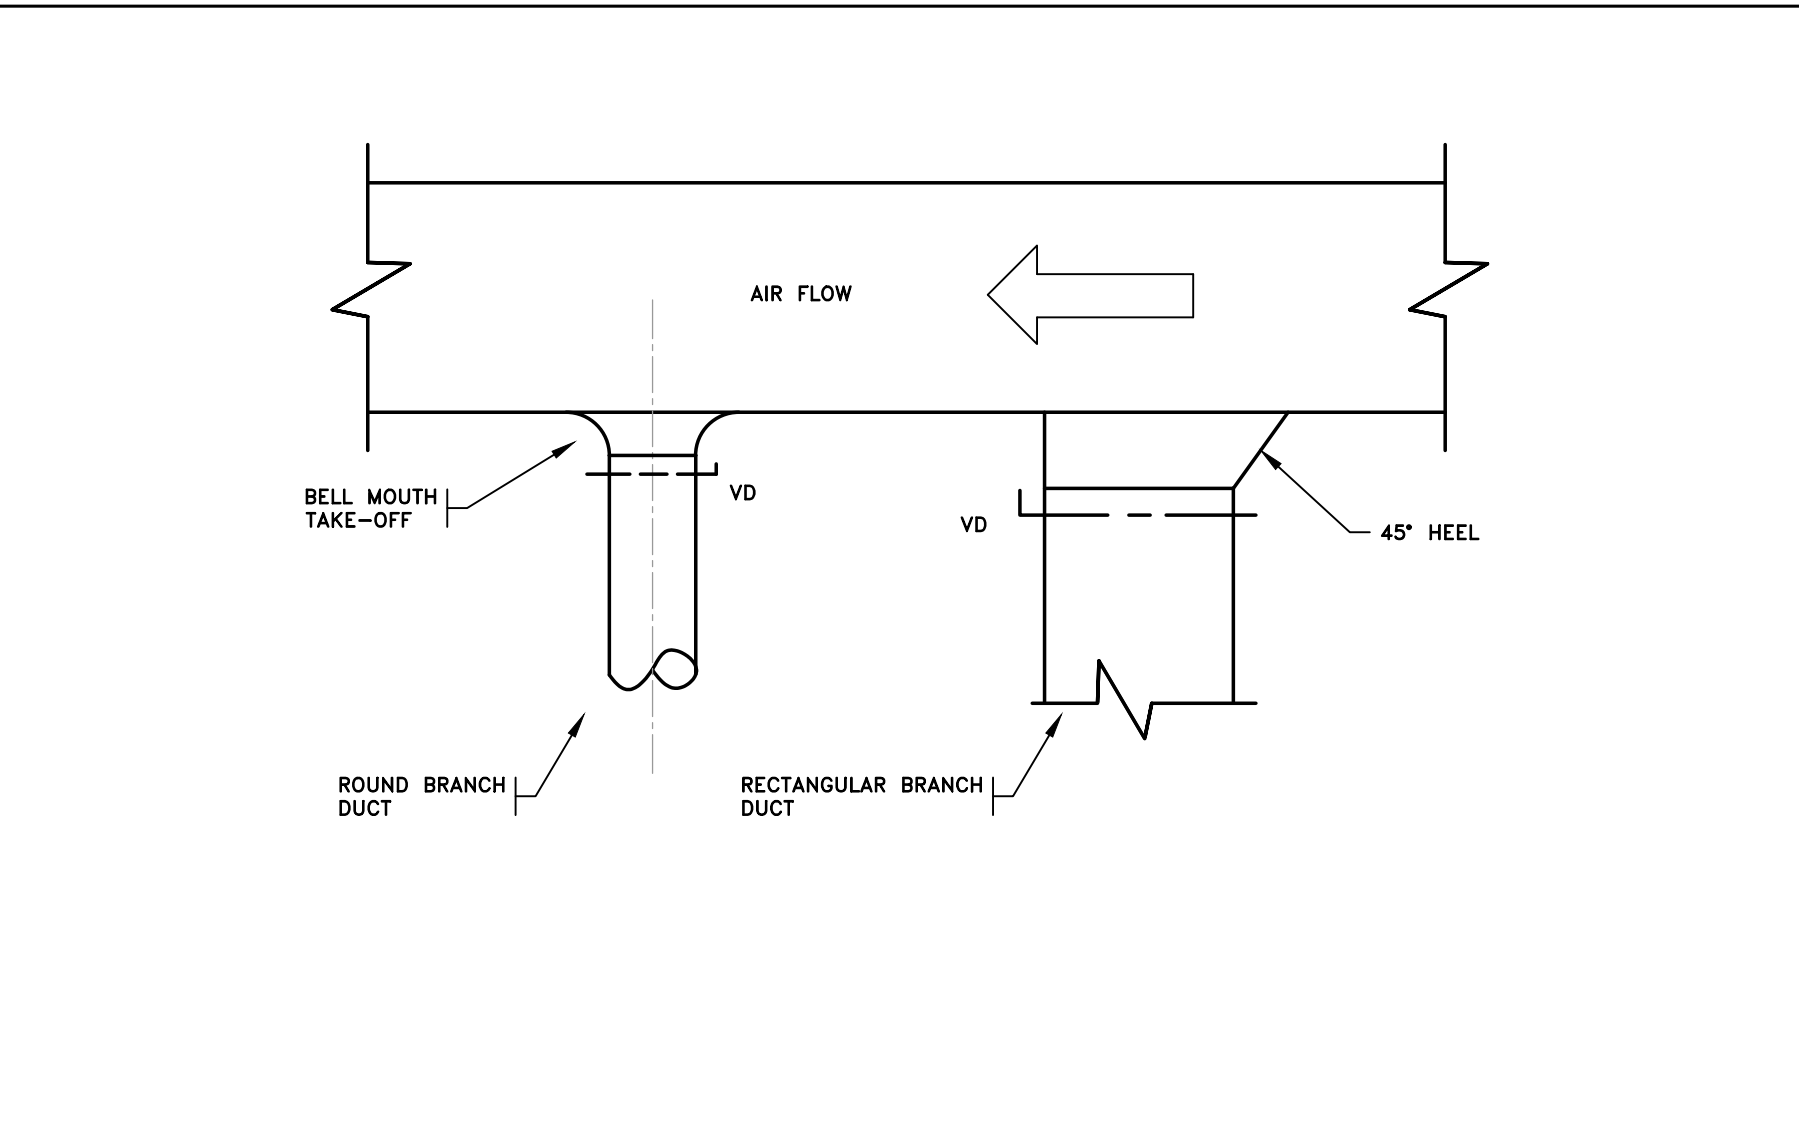 AIR FLOW
BELL MOUTH
TAKE-OFF
VD
VD
45° HEEL
ROUND BRANCH
DUCT
RECTANGULAR BRANCH
DUCT